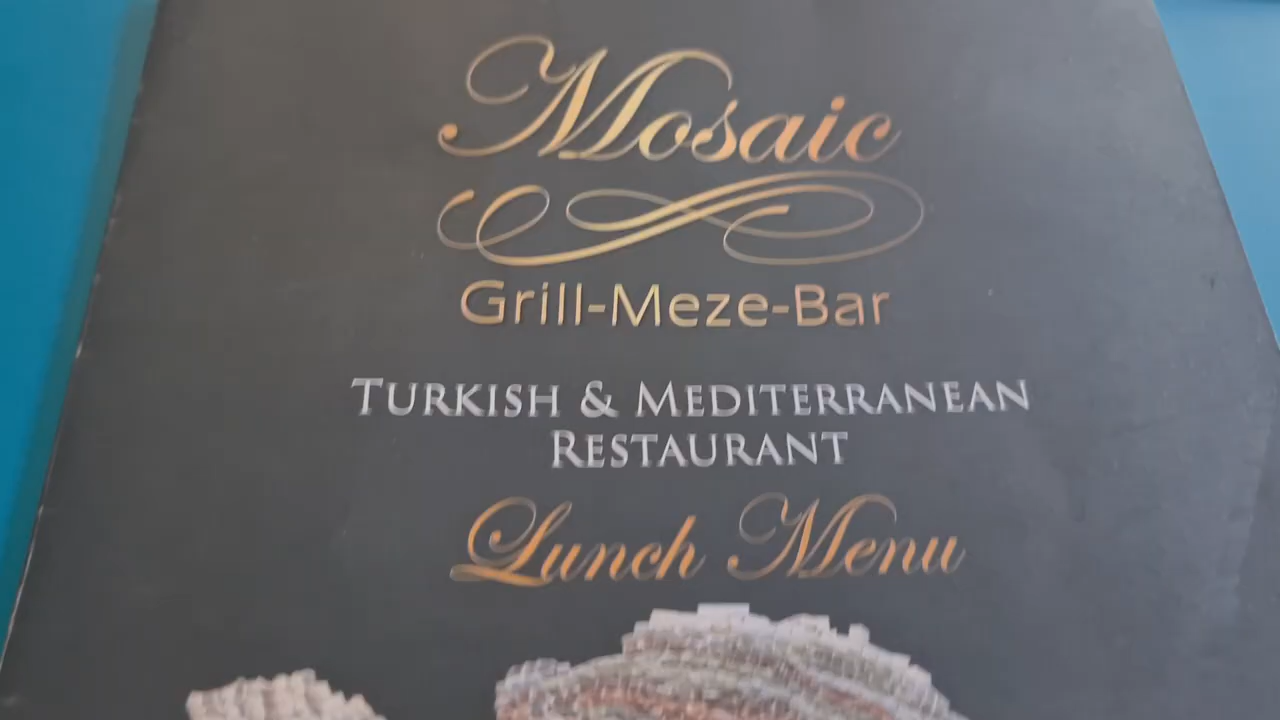 Mosaic
Grill-Meze-Bar
TURKISH & MEDITERRANEAN
RESTAURANT
Lunch Menu